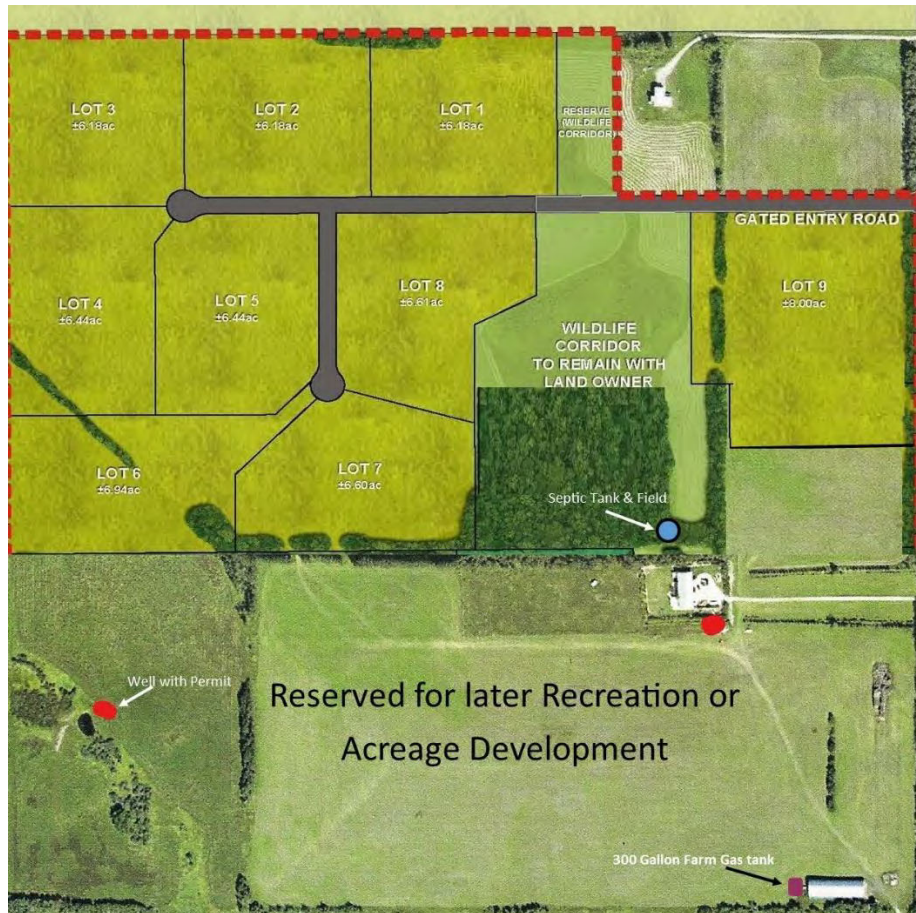 LOT 3
±6.18ac
LOT 2
±6.18ac
LOT 1
±6.18ac
RESERVE
(WILDLIFE
CORRIDOR)
GATED ENTRY ROAD
LOT 4
±6.44ac
LOT 5
±6.44ac
LOT 8
±6.61ac
LOT 9
±8.00ac
WILDLIFE
CORRIDOR
TO REMAIN WITH
LAND OWNER
LOT 6
±6.94ac
LOT 7
±6.60ac
Septic Tank & Field
Well with Permit
Reserved for later Recreation or
Acreage Development
300 Gallon Farm Gas tank